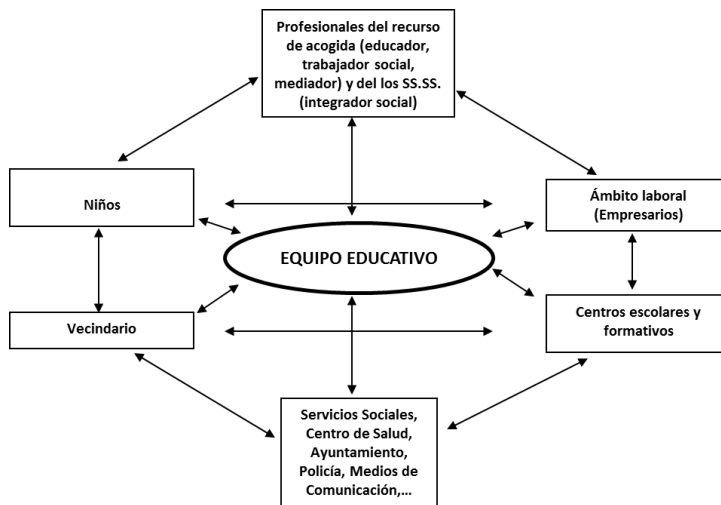 Profesionales del recurso
de acogida (educador,
trabajador social,
mediador) y del los SS.SS.
(integrador social)
Niños
Ámbito laboral
(Empresarios)
EQUIPO EDUCATIVO
Vecindario
Centros escolares y
formativos
Servicios Sociales,
Centro de Salud,
Ayuntamiento,
Policía, Medios de
Comunicación,...